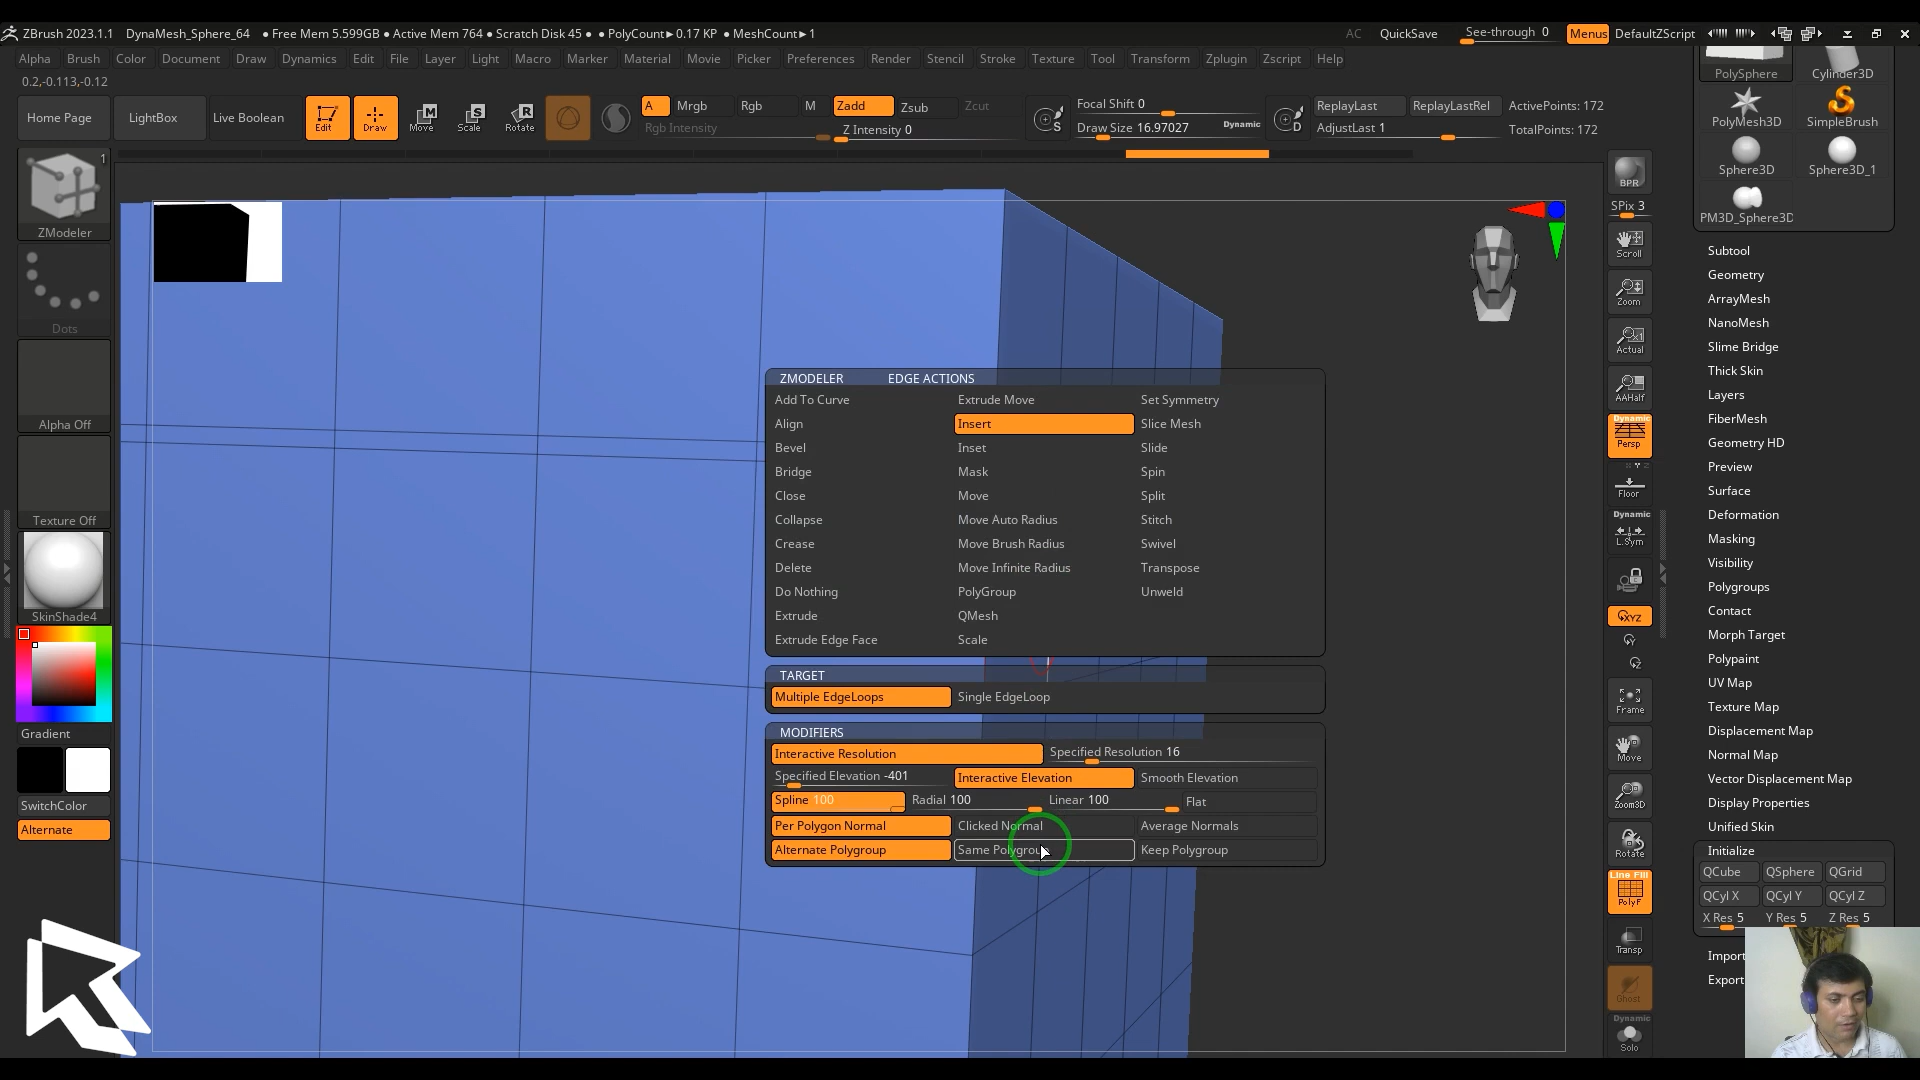 ZBrush 2023.1.1 DynaMesh_Sphere_64 ● Free Mem 5.599GB ● Active Mem 764 ● Scratch Disk 45 ● ● PolyCount►0.17 KP ● MeshCount►1 AC QuickSave See-through 0 Menus DefaultZScript
Alpha Brush Color Document Draw Dynamics Edit File Layer Light Macro Marker Material Movie Picker Preferences Render Stencil Stroke Texture Tool Transform Zplugin Zscript Help
0.2,-0.113,-0.12
Home Page LightBox Live Boolean Edit Draw Move Scale Rotate
A Mrgb Rgb M Zadd Zsub Zcut
Rgb Intensity Z Intensity 0
S Focal Shift 0
Draw Size 16.97027 Dynamic
D ReplayLast ReplayLastRel ActivePoints: 172
AdjustLast 1 TotalPoints: 172
1
ZModeler
Dots
Alpha Off
Texture Off
SkinShade4
Gradient
SwitchColor
Alternate
ZMODELER EDGE ACTIONS
Add To Curve Extrude Move Set Symmetry
Align Insert Slice Mesh
Bevel Inset Slide
Bridge Mask Spin
Close Move Split
Collapse Move Auto Radius Stitch
Crease Move Brush Radius Swivel
Delete Move Infinite Radius Transpose
Do Nothing PolyGroup Unweld
Extrude QMesh
Extrude Edge Face Scale
TARGET
Multiple EdgeLoops Single EdgeLoop
MODIFIERS
Interactive Resolution Specified Resolution 16
Specified Elevation -401 Interactive Elevation Smooth Elevation
Spline 100 Radial 100 Linear 100 Flat
Per Polygon Normal Clicked Normal Average Normals
Alternate Polygroup Same Polygroup Keep Polygroup
BPR
SPix 3
Scroll
Zoom
Actual
AAHalf
Dynamic
Persp
Floor
Dynamic
L.Sym
XYZ
Frame
Move
Zoom3D
Rotate
Line Fill
PolyF
Transp
Ghost
Dynamic
Solo
PolySphere Cylinder3D
PolyMesh3D SimpleBrush
Sphere3D Sphere3D_1
PM3D_Sphere3D
Subtool
Geometry
ArrayMesh
NanoMesh
Slime Bridge
Thick Skin
Layers
FiberMesh
Geometry HD
Preview
Surface
Deformation
Masking
Visibility
Polygroups
Contact
Morph Target
Polypaint
UV Map
Texture Map
Displacement Map
Normal Map
Vector Displacement Map
Display Properties
Unified Skin
Initialize
QCube QSphere QGrid
QCyl X QCyl Y QCyl Z
X Res 5 Y Res 5 Z Res 5
Import
Export